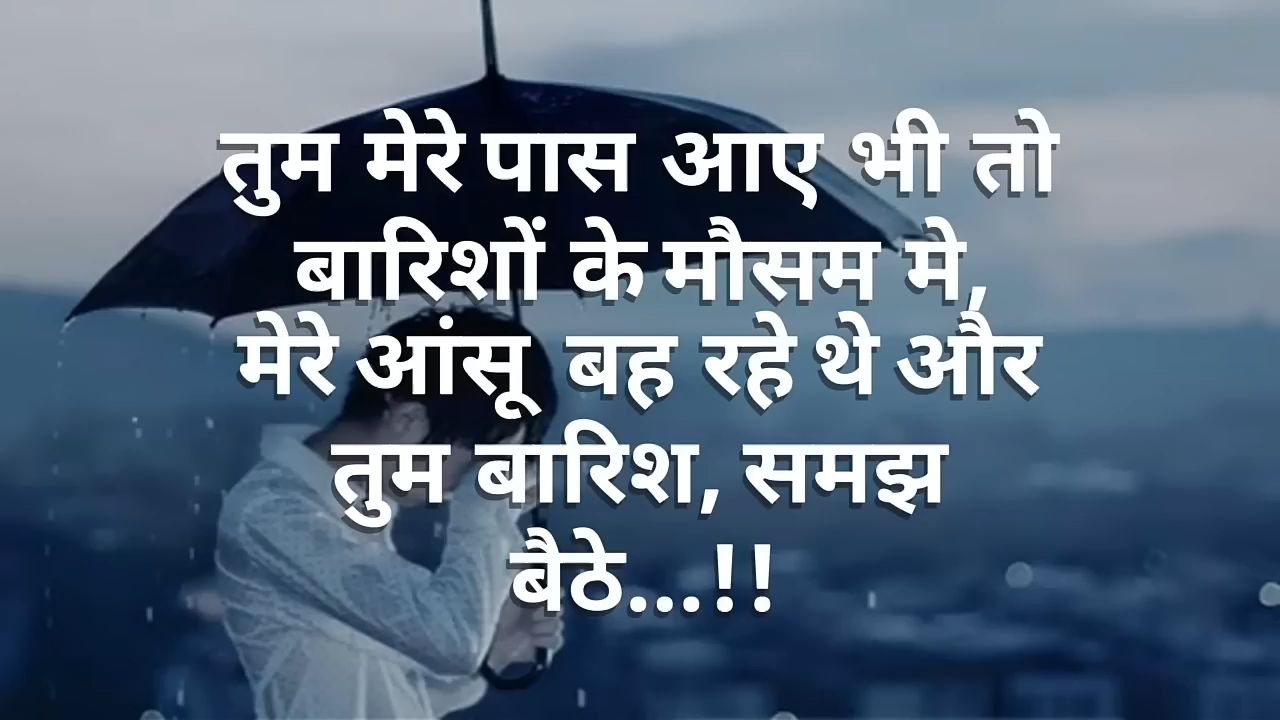 तुम मेरे पास आए भी तो
बारिशों के मौसम मे,
मेरे आंसू बह रहे थे और
तुम बारिश, समझ
बैठे...!!